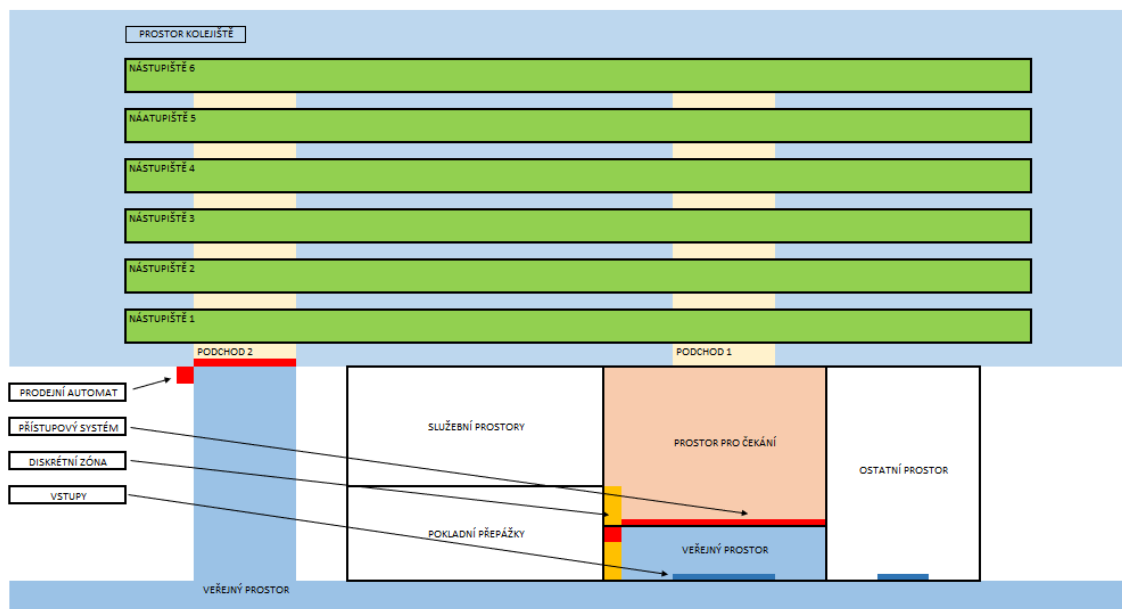 PROSTOR KOLEJIŠTĚ
NÁSTUPIŠTĚ 6
NÁATUPIŠTĚ 5
NÁSTUPIŠTĚ 4
NÁSTUPIŠTĚ 3
NÁSTUPIŠTĚ 2
NÁSTUPIŠTĚ 1
PODCHOD 2
PODCHOD 1
PRODEJNÍ AUTOMAT
PŘÍSTUPOVÝ SYSTÉM
DISKRÉTNÍ ZÓNA
VSTUPY
SLUŽEBNÍ PROSTORY
PROSTOR PRO ČEKÁNÍ
OSTATNÍ PROSTOR
POKLADNÍ PŘEPÁŽKY
VEŘEJNÝ PROSTOR
VEŘEJNÝ PROSTOR